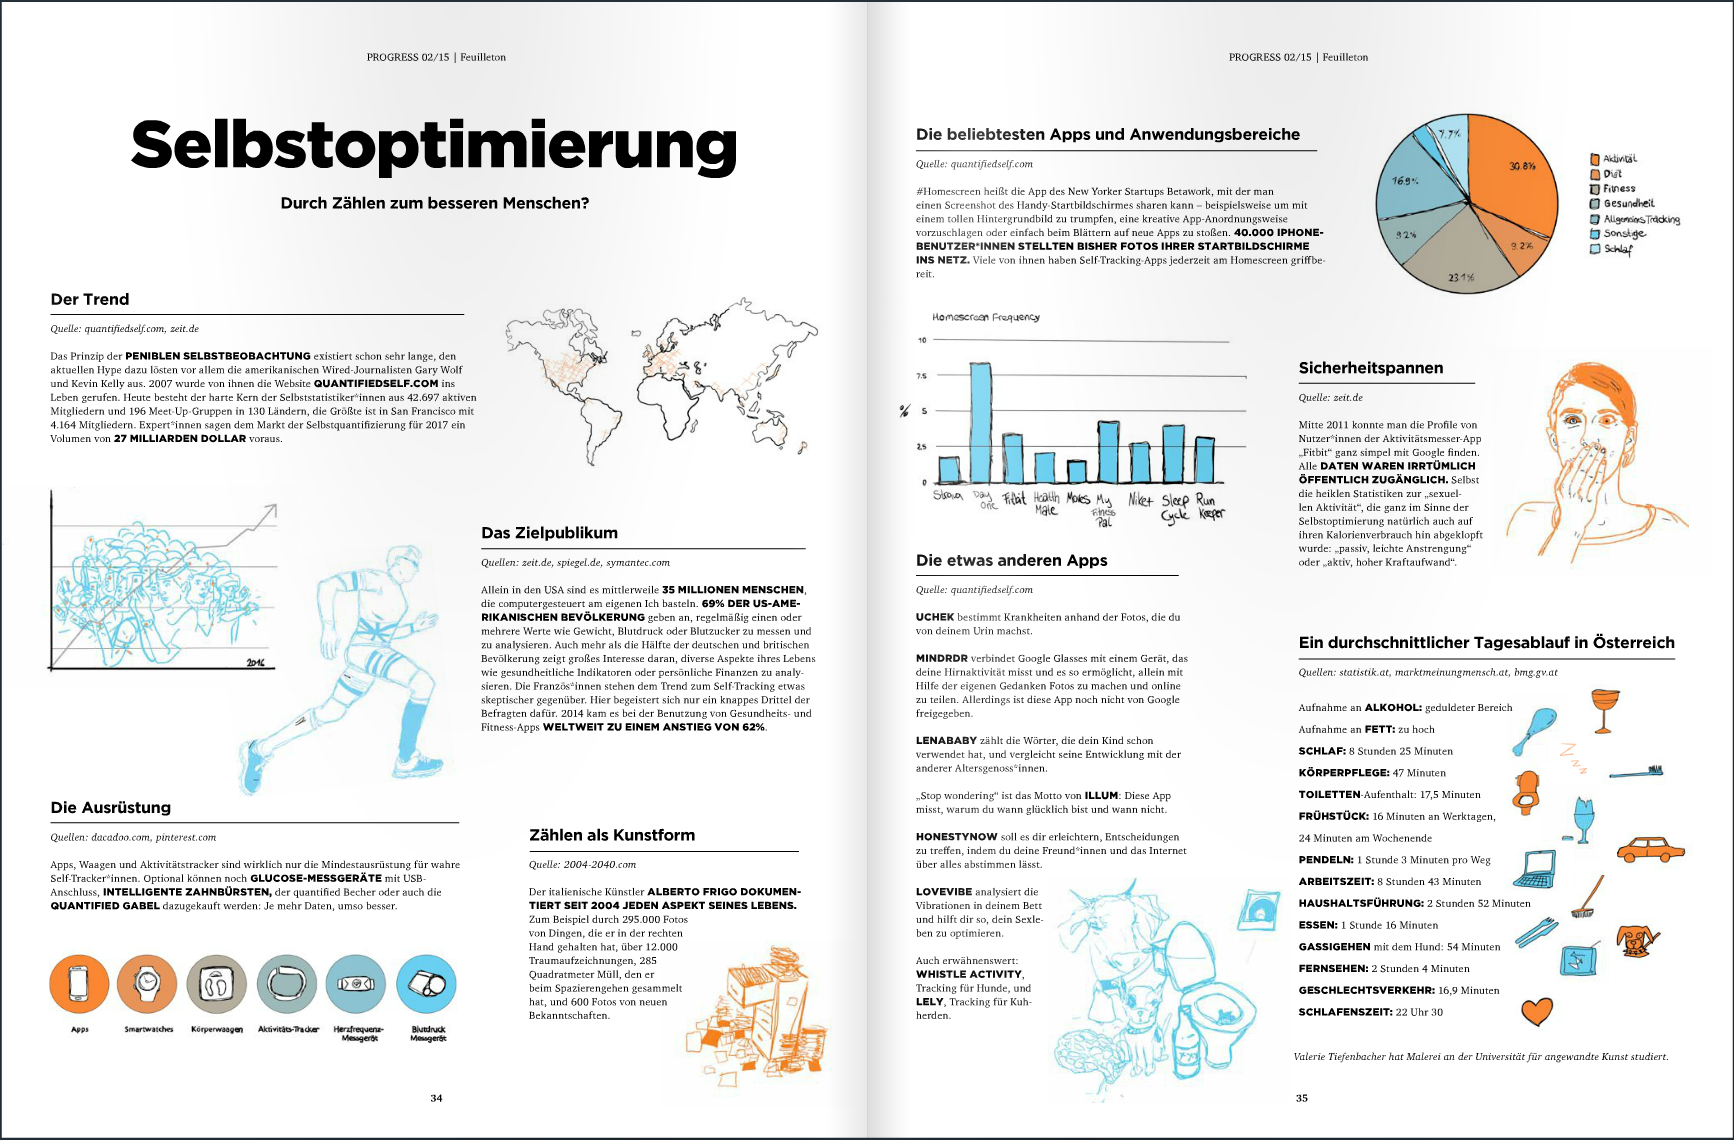 PROGRESS 02/15 | Feuilleton
Selbstoptimierung
Durch Zählen zum besseren Menschen?
Der Trend
Quelle: quantifiedself.com, zeit.de
Das Prinzip der PENIBLEN SELBSTBEOBACHTUNG existiert schon sehr lange, den
aktuellen Hype dazu lösten vor allem die amerikanischen Wired-Journalisten Gary Wolf
und Kevin Kelly aus. 2007 wurde von ihnen die Website QUANTIFIEDSELF.COM ins
Leben gerufen. Heute besteht der harte Kern der Selbststatistiker*innen aus 42.697 aktiven
Mitgliedern und 196 Meet-Up-Gruppen in 130 Ländern, die Größte ist in San Francisco mit
4.164 Mitgliedern. Expert*innen sagen dem Markt der Selbstquantifizierung für 2017 ein
Volumen von 27 MILLIARDEN DOLLAR voraus.
2016
Das Zielpublikum
Quellen: zeit.de, spiegel.de, symantec.com
Allein in den USA sind es mittlerweile 35 MILLIONEN MENSCHEN,
die computergesteuert am eigenen Ich basteln. 69% DER US-AME-
RIKANISCHEN BEVÖLKERUNG geben an, regelmäßig einen oder
mehrere Werte wie Gewicht, Blutdruck oder Blutzucker zu messen und
zu analysieren. Auch mehr als die Hälfte der deutschen und britischen
Bevölkerung zeigt großes Interesse daran, diverse Aspekte ihres Lebens
wie gesundheitliche Indikatoren oder persönliche Finanzen zu analy-
sieren. Die Französ*innen stehen dem Trend zum Self-Tracking etwas
skeptischer gegenüber. Hier begeistert sich nur ein knappes Drittel der
Befragten dafür. 2014 kam es bei der Benutzung von Gesundheits- und
Fitness-Apps WELTWEIT ZU EINEM ANSTIEG VON 62%.
Die Ausrüstung
Quellen: dacadoo.com, pinterest.com
Apps, Waagen und Aktivitätstracker sind wirklich nur die Mindestausrüstung für wahre
Self-Tracker*innen. Optional können noch GLUCOSE-MESSGERÄTE mit USB-
Anschluss, INTELLIGENTE ZAHNBÜRSTEN, der quantified Becher oder auch die
QUANTIFIED GABEL dazugekauft werden: Je mehr Daten, umso besser.
Apps
Smartwatches
Körperwaagen
Aktivitäts-Tracker
Herzfrequenz-
Messgerät
Blutdruck
Messgerät
Zählen als Kunstform
Quelle: 2004-2040.com
Der italienische Künstler ALBERTO FRIGO DOKUMEN-
TIERT SEIT 2004 JEDEN ASPEKT SEINES LEBENS.
Zum Beispiel durch 295.000 Fotos
von Dingen, die er in der rechten
Hand gehalten hat, über 12.000
Traumaufzeichnungen, 285
Quadratmeter Müll, den er
beim Spazierengehen gesammelt
hat, und 600 Fotos von neuen
Bekanntschaften.
34
PROGRESS 02/15 | Feuilleton
Die beliebtesten Apps und Anwendungsbereiche
Quelle: quantifiedself.com
#Homescreen heißt die App des New Yorker Startups Betawork, mit der man
einen Screenshot des Handy-Startbildschirmes sharen kann – beispielsweise um mit
einem tollen Hintergrundbild zu trumpfen, eine kreative App-Anordnungsweise
vorzuschlagen oder einfach beim Blättern auf neue Apps zu stoßen. 40.000 IPHONE-
BENUTZER*INNEN STELLTEN BISHER FOTOS IHRER STARTBILDSCHIRME
INS NETZ. Viele von ihnen haben Self-Tracking-Apps jederzeit am Homescreen griffbe-
reit.
7.7%
30.8%
16.9%
9.2%
9.2%
23.1%
Aktivität
Diät
Fitness
Gesundheit
Allgemeines Tracking
Sonstige
Schlaf
Homescreen Frequency
10
7.5
%
5
2.5
0
Strava
Day
One
Fitbit
Health
Mate
Moves
My
Fitness
Pal
Nike+
Sleep
Cycle
Run
Keeper
Sicherheitspannen
Quelle: zeit.de
Mitte 2011 konnte man die Profile von
Nutzer*innen der Aktivitätsmesser-App
„Fitbit“ ganz simpel mit Google finden.
Alle DATEN WAREN IRRTÜMLICH
ÖFFENTLICH ZUGÄNGLICH. Selbst
die heiklen Statistiken zur „sexuel-
len Aktivität“, die ganz im Sinne der
Selbstoptimierung natürlich auch auf
ihren Kalorienverbrauch hin abgeklopft
wurde: „passiv, leichte Anstrengung“
oder „aktiv, hoher Kraftaufwand“.
Die etwas anderen Apps
Quelle: quantifiedself.com
UCHEK bestimmt Krankheiten anhand der Fotos, die du
von deinem Urin machst.
MINDRDR verbindet Google Glasses mit einem Gerät, das
deine Hirnaktivität misst und es so ermöglicht, allein mit
Hilfe der eigenen Gedanken Fotos zu machen und online
zu teilen. Allerdings ist diese App noch nicht von Google
freigegeben.
LENABABY zählt die Wörter, die dein Kind schon
verwendet hat, und vergleicht seine Entwicklung mit der
anderer Altersgenoss*innen.
„Stop wondering“ ist das Motto von ILLUM: Diese App
misst, warum du wann glücklich bist und wann nicht.
HONESTYNOW soll es dir erleichtern, Entscheidungen
zu treffen, indem du deine Freund*innen und das Internet
über alles abstimmen lässt.
LOVEVIBE analysiert die
Vibrationen in deinem Bett
und hilft dir so, dein Sexle-
ben zu optimieren.
Auch erwähnenswert:
WHISTLE ACTIVITY,
Tracking für Hunde, und
LELY, Tracking für Kuh-
herden.
Ein durchschnittlicher Tagesablauf in Österreich
Quellen: statistik.at, marktmeinungmensch.at, bmg.gv.at
Aufnahme an ALKOHOL: geduldeter Bereich
Aufnahme an FETT: zu hoch
SCHLAF: 8 Stunden 25 Minuten
KÖRPERPFLEGE: 47 Minuten
TOILETTEN-Aufenthalt: 17,5 Minuten
FRÜHSTÜCK: 16 Minuten an Werktagen,
24 Minuten am Wochenende
PENDELN: 1 Stunde 3 Minuten pro Weg
ARBEITSZEIT: 8 Stunden 43 Minuten
HAUSHALTSFÜHRUNG: 2 Stunden 52 Minuten
ESSEN: 1 Stunde 16 Minuten
GASSIGEHEN mit dem Hund: 54 Minuten
FERNSEHEN: 2 Stunden 4 Minuten
GESCHLECHTSVERKEHR: 16,9 Minuten
SCHLAFENSZEIT: 22 Uhr 30
ZZZZ
Valerie Tiefenbacher hat Malerei an der Universität für angewandte Kunst studiert.
35